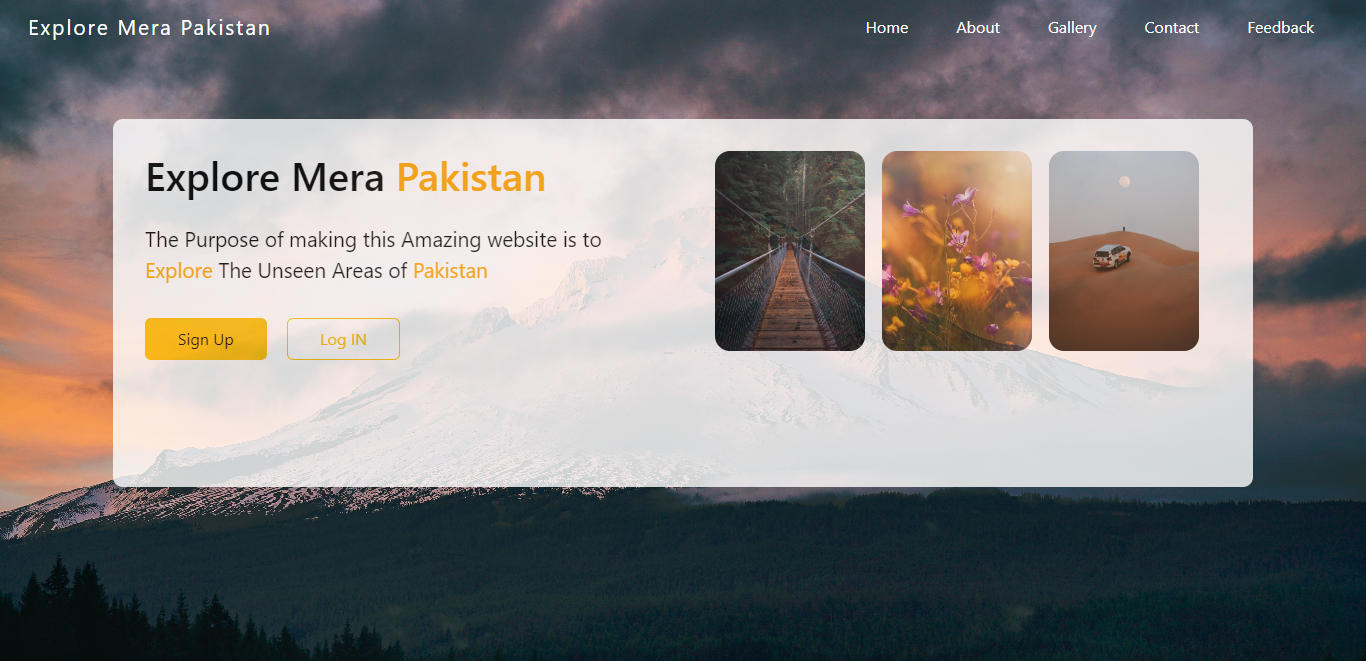 Explore Mera Pakistan
Home About Gallery Contact Feedback
Explore Mera Pakistan
The Purpose of making this Amazing website is to
Explore The Unseen Areas of Pakistan
Sign Up Log IN